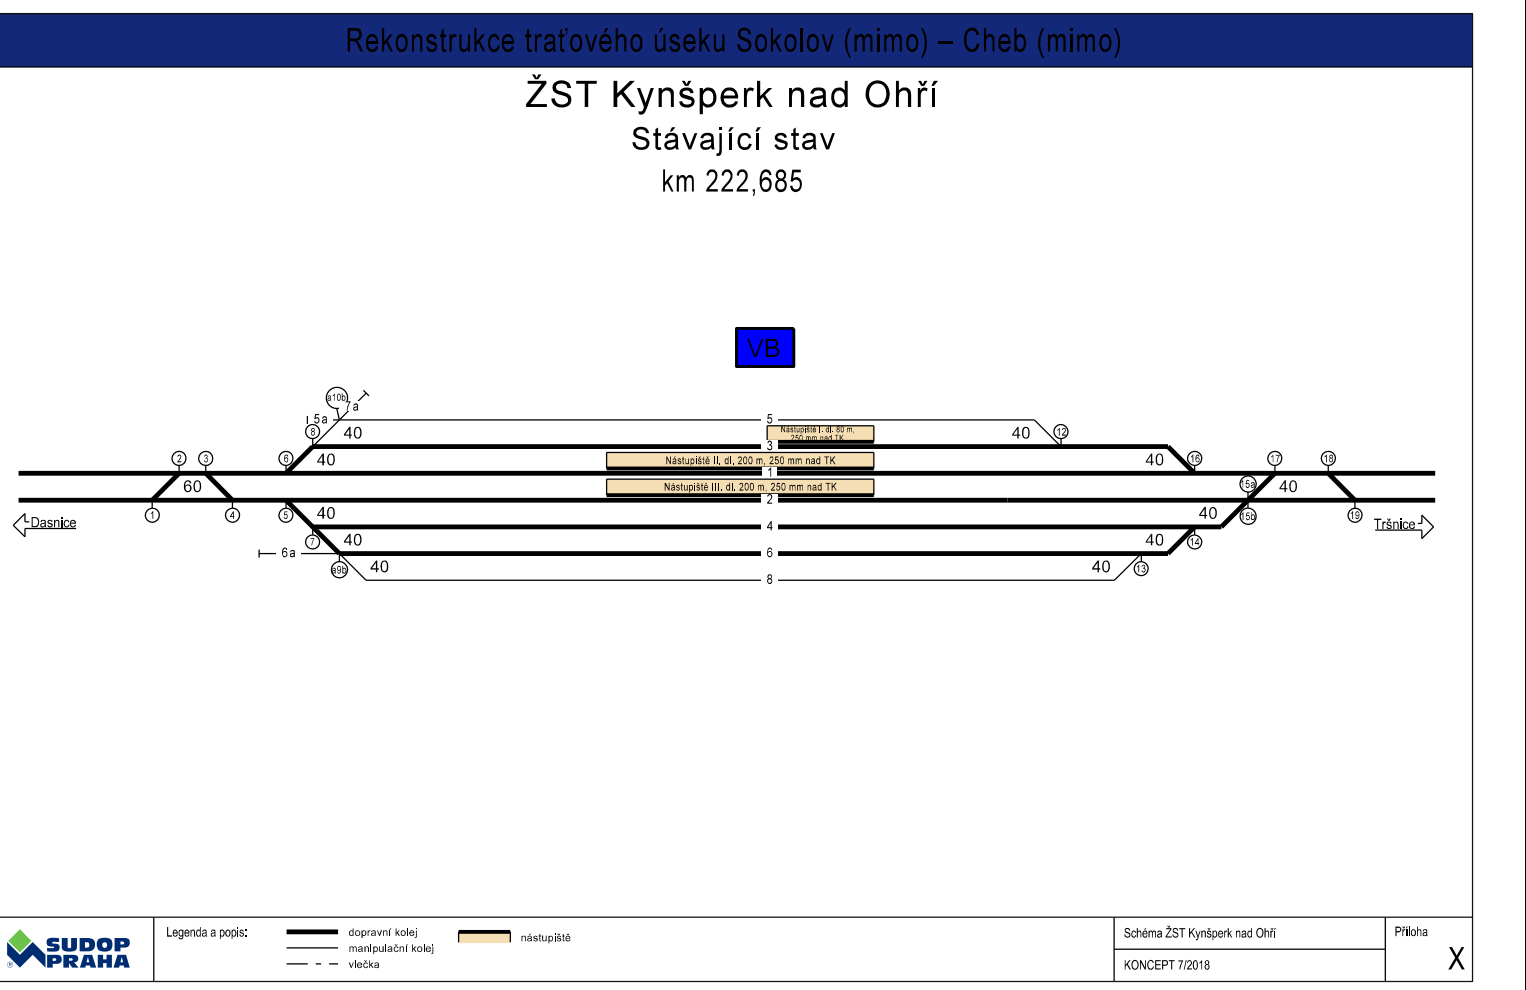 Rekonstrukce traťového úseku Sokolov (mimo) – Cheb (mimo)
ŽST Kynšperk nad Ohří
Stávající stav
km 222,685
VB
a10b
7a
5a
5
8
40
Nástupiště I. dl. 80 m,
250 mm nad TK
40
12
3
2
3
6
40
Nástupiště II, dl, 200 m, 250 mm nad TK
40
16
17
18
1
60
Nástupiště III. dl. 200 m, 250 mm nad TK
15a
40
2
Dasnice
1
4
5
40
40
15b
19
Tršnice
4
7
40
40
14
6a
6
a9b
40
40
13
8
SUDOP
PRAHA
®
Legenda a popis:
dopravní kolej
manipulační kolej
vlečka
nástupiště
Schéma ŽST Kynšperk nad Ohří
KONCEPT 7/2018
Příloha
X